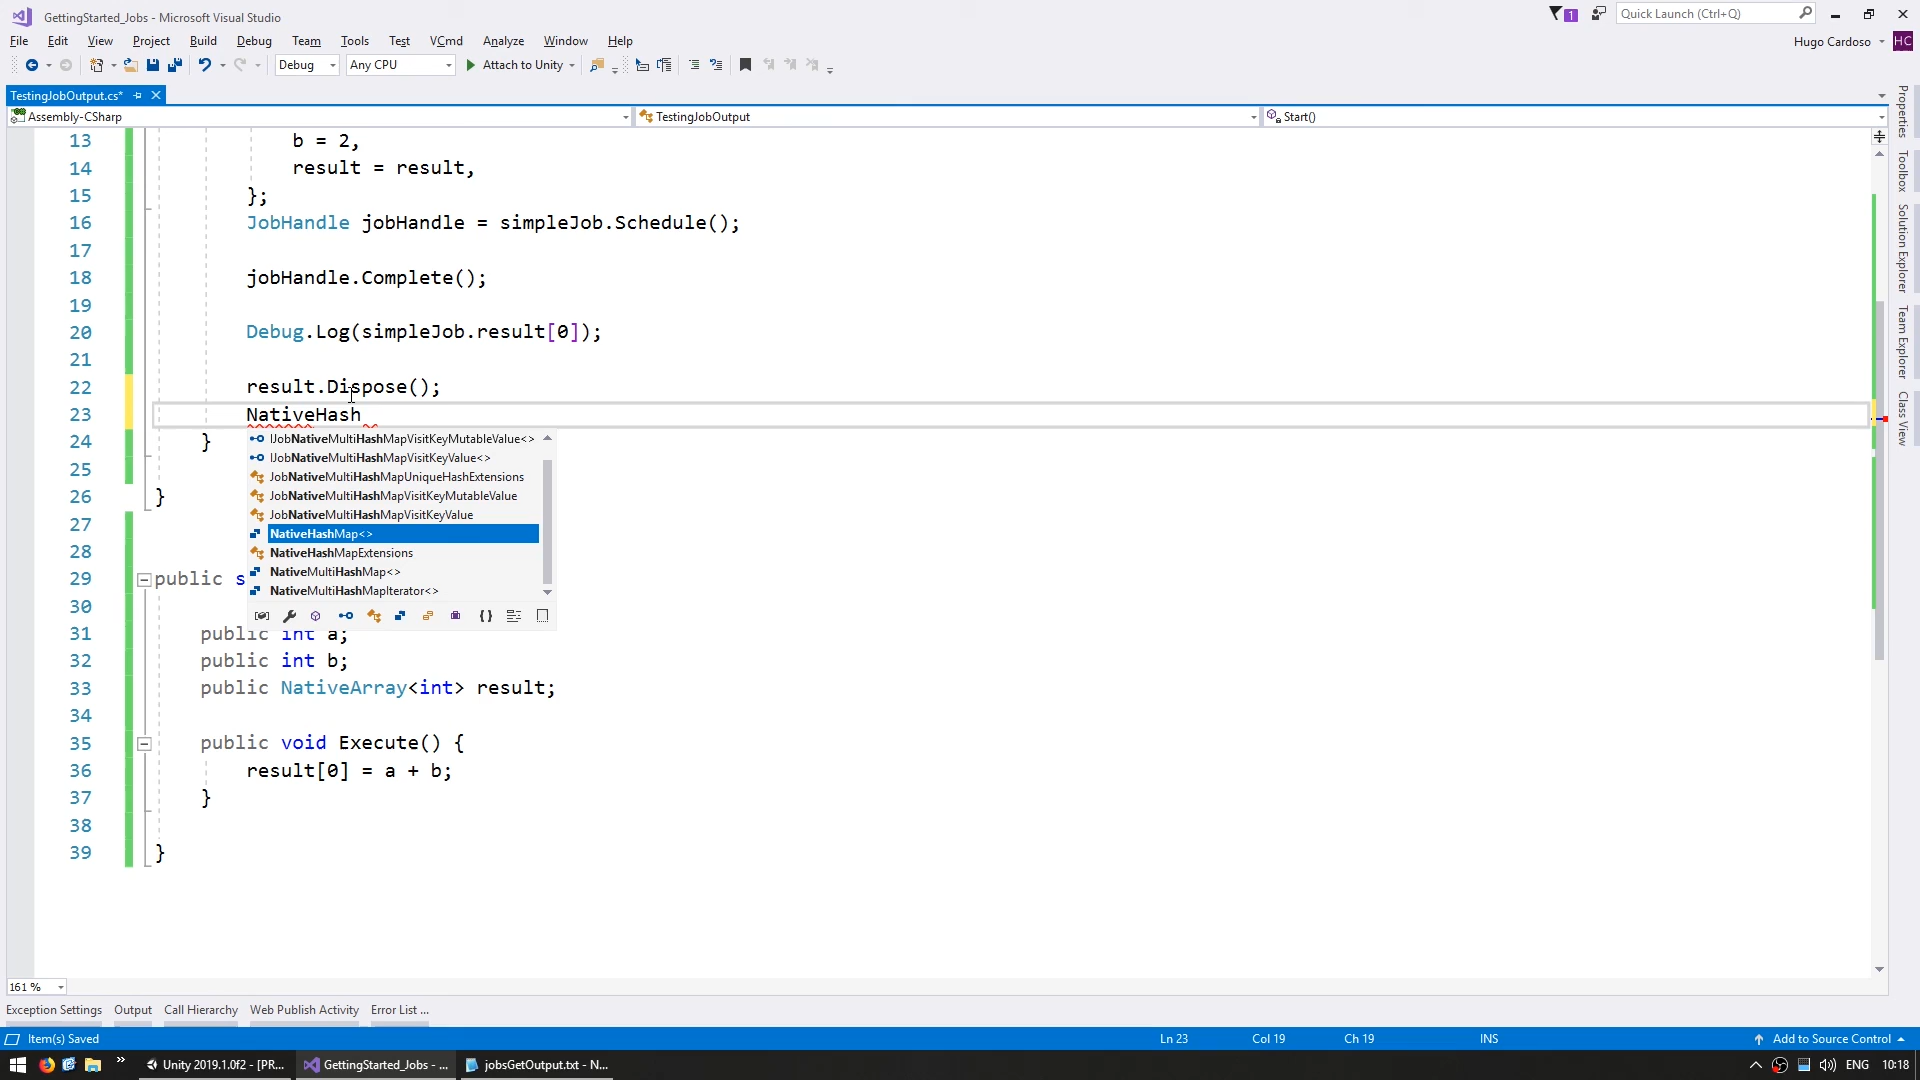 GettingStarted_Jobs - Microsoft Visual Studio
1
Quick Launch (Ctrl+Q)
File Edit View Project Build Debug Team Tools Test VCmd Analyze Window Help
Hugo Cardoso HC
Debug Any CPU Attach to Unity
TestingJobOutput.cs*
Assembly-CSharp TestingJobOutput Start()
13 b = 2,
14 result = result,
15 };
16 JobHandle jobHandle = simpleJob.Schedule();
17
18 jobHandle.Complete();
19
20 Debug.Log(simpleJob.result[0]);
21
22 result.Dispose();
23 NativeHash
24 }
25
26 }
27
28
29 public s
30
31 public int a;
32 public int b;
33 public NativeArray<int> result;
34
35 public void Execute() {
36 result[0] = a + b;
37 }
38
39 }
IJobNativeMultiHashMapVisitKeyMutableValue<>
IJobNativeMultiHashMapVisitKeyValue<>
JobNativeMultiHashMapUniqueHashExtensions
JobNativeMultiHashMapVisitKeyMutableValue
JobNativeMultiHashMapVisitKeyValue
NativeHashMap<>
NativeHashMapExtensions
NativeMultiHashMap<>
NativeMultiHashMapIterator<>
Properties
Toolbox
Solution Explorer
Team Explorer
Class View
161 %
Exception Settings Output Call Hierarchy Web Publish Activity Error List ...
Item(s) Saved Ln 23 Col 19 Ch 19 INS Add to Source Control
Unity 2019.1.0f2 - [PR... GettingStarted_Jobs - ... jobsGetOutput.txt - N... ENG 10:18